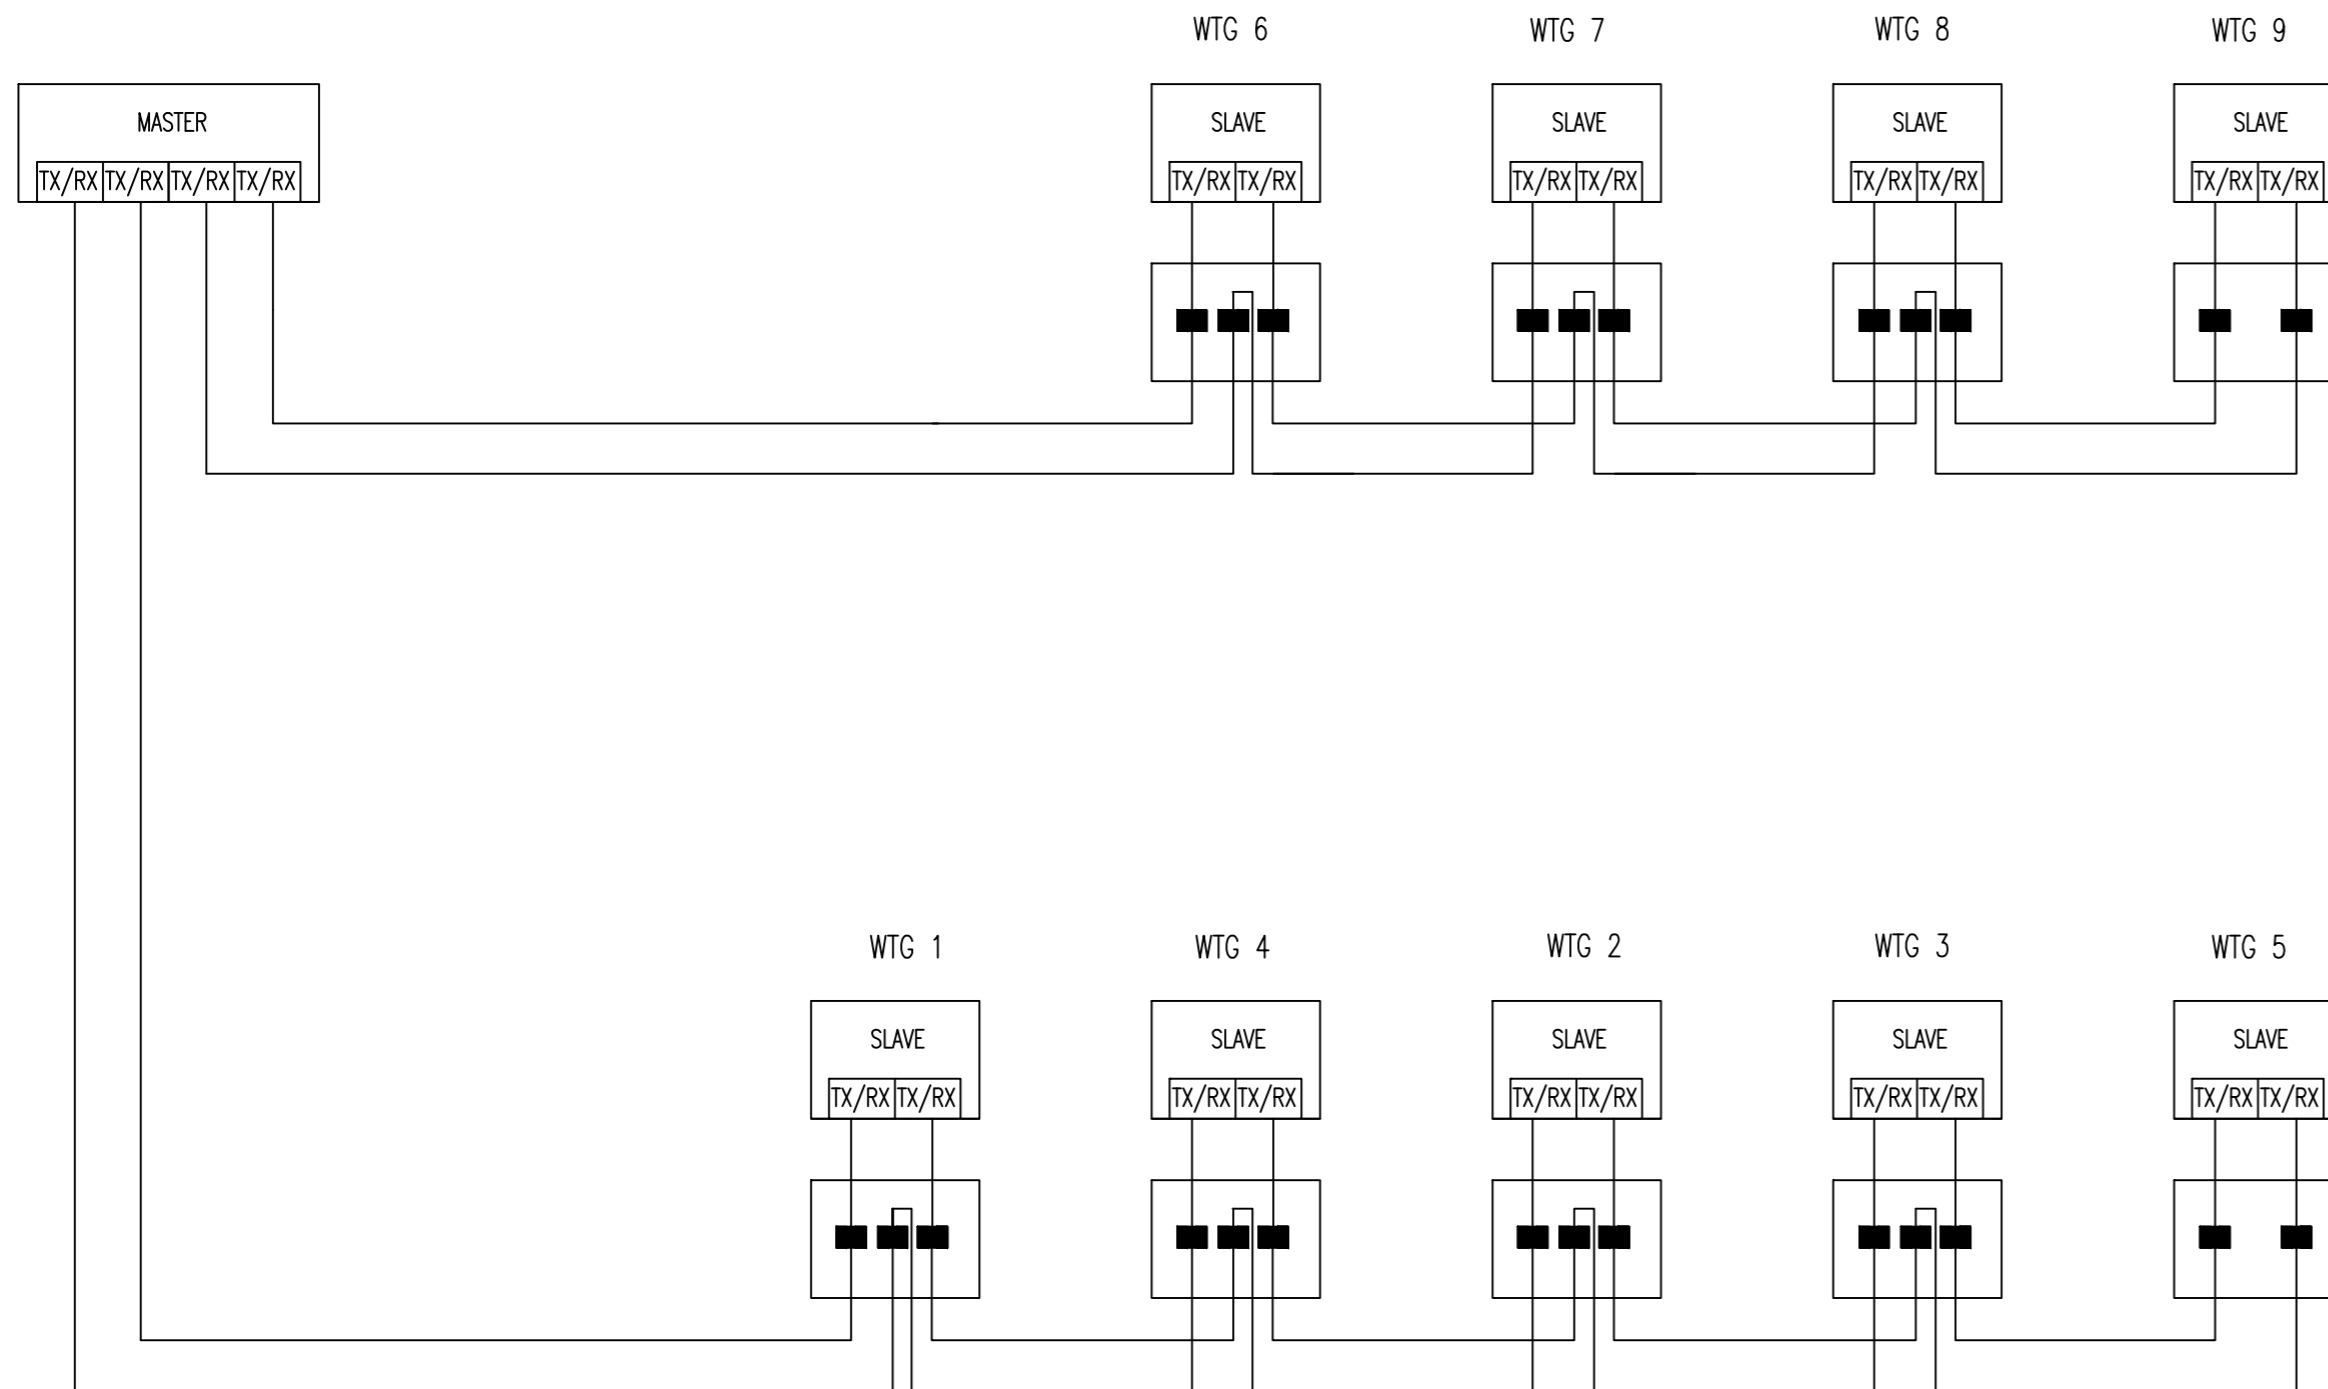 WTG 6 WTG 7 WTG 8 WTG 9
MASTER SLAVE SLAVE SLAVE SLAVE
TX/RX TX/RX TX/RX TX/RX TX/RX TX/RX TX/RX TX/RX TX/RX TX/RX TX/RX TX/RX
WTG 1 WTG 4 WTG 2 WTG 3 WTG 5
SLAVE SLAVE SLAVE SLAVE SLAVE
TX/RX TX/RX TX/RX TX/RX TX/RX TX/RX TX/RX TX/RX TX/RX TX/RX